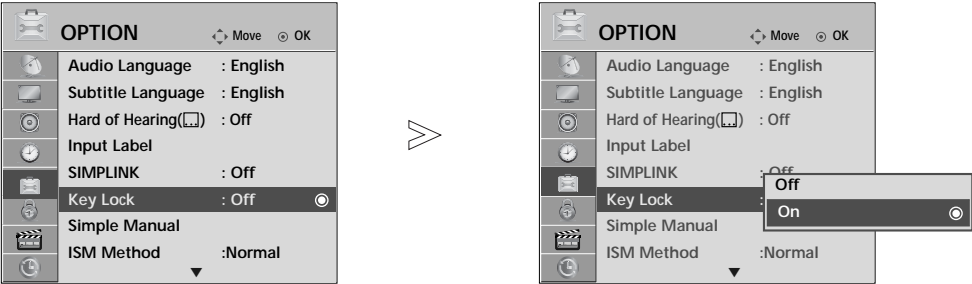 OPTION Move OK
Audio Language : English
Subtitle Language : English
Hard of Hearing(...) : Off
Input Label
SIMPLINK : Off
Key Lock : Off
Simple Manual
ISM Method :Normal
OPTION Move OK
Audio Language : English
Subtitle Language : English
Hard of Hearing(...) : Off
Input Label
SIMPLINK : Off
Key Lock :
Simple Manual
ISM Method :Normal
Off
On